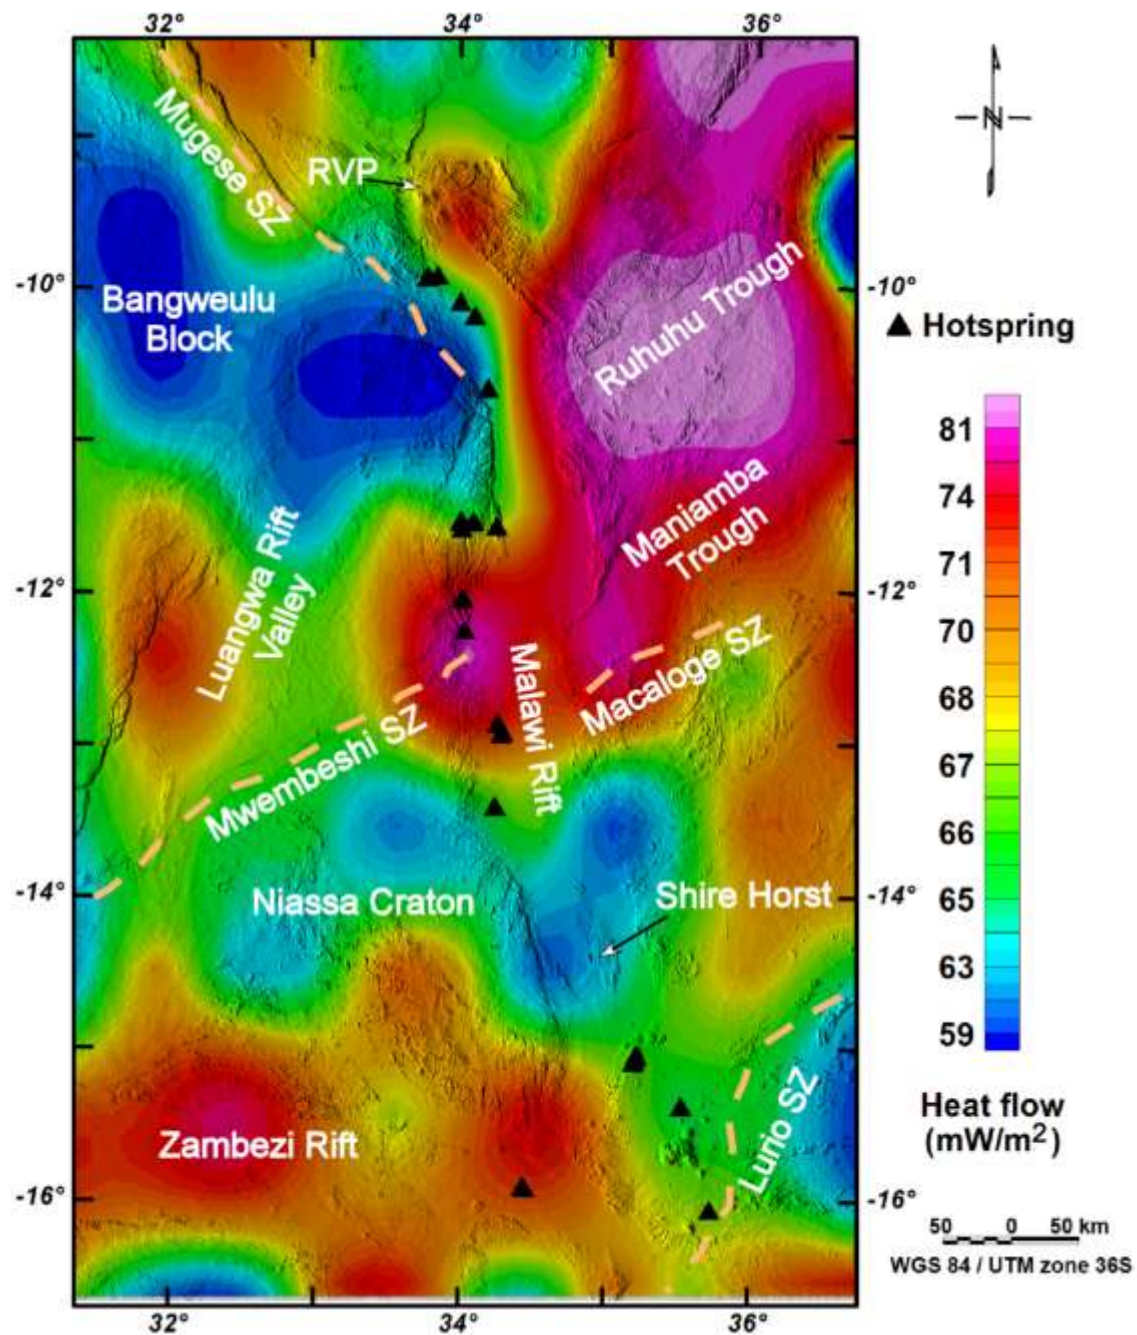 32°
34°
36°
Mugese SZ
N
RVP
-10°
-10°
Bangweulu
Block
Ruhuhu Trough
Hotspring
81
74
71
70
68
67
66
65
63
59
Heat flow
(mW/m²)
Maniamba
Trough
Luangwa Rift
Valley
-12°
-12°
Malawi Rift
Macaloge SZ
Mwembeshi SZ
-14°
-14°
Niassa Craton
Shire Horst
Zambezi Rift
Lurio SZ
-16°
-16°
50 0 50 km
WGS 84 / UTM zone 36S
32°
34°
36°